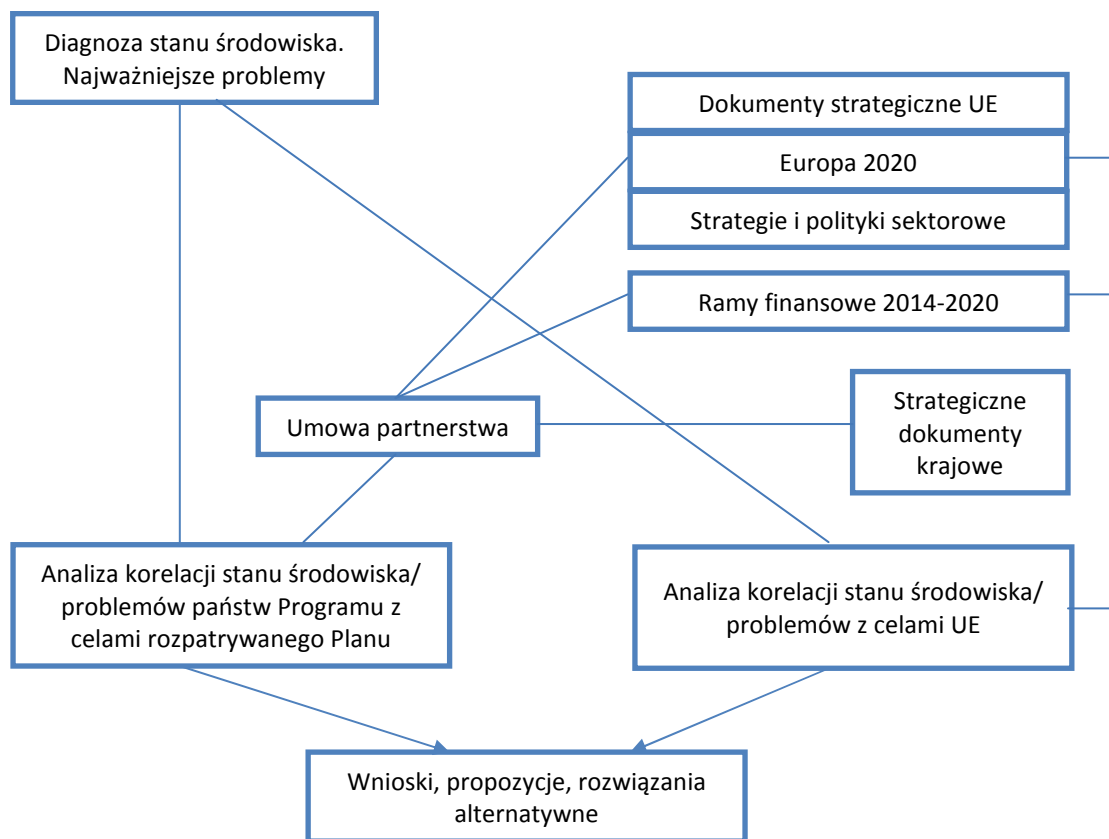 Diagnoza stanu środowiska.
Najważniejsze problemy
Dokumenty strategiczne UE
Europa 2020
Strategie i polityki sektorowe
Ramy finansowe 2014-2020
Umowa partnerstwa
Strategiczne
dokumenty
krajowe
Analiza korelacji stanu środowiska/
problemów państw Programu z
celami rozpatrywanego Planu
Analiza korelacji stanu środowiska/
problemów z celami UE
Wnioski, propozycje, rozwiązania
alternatywne